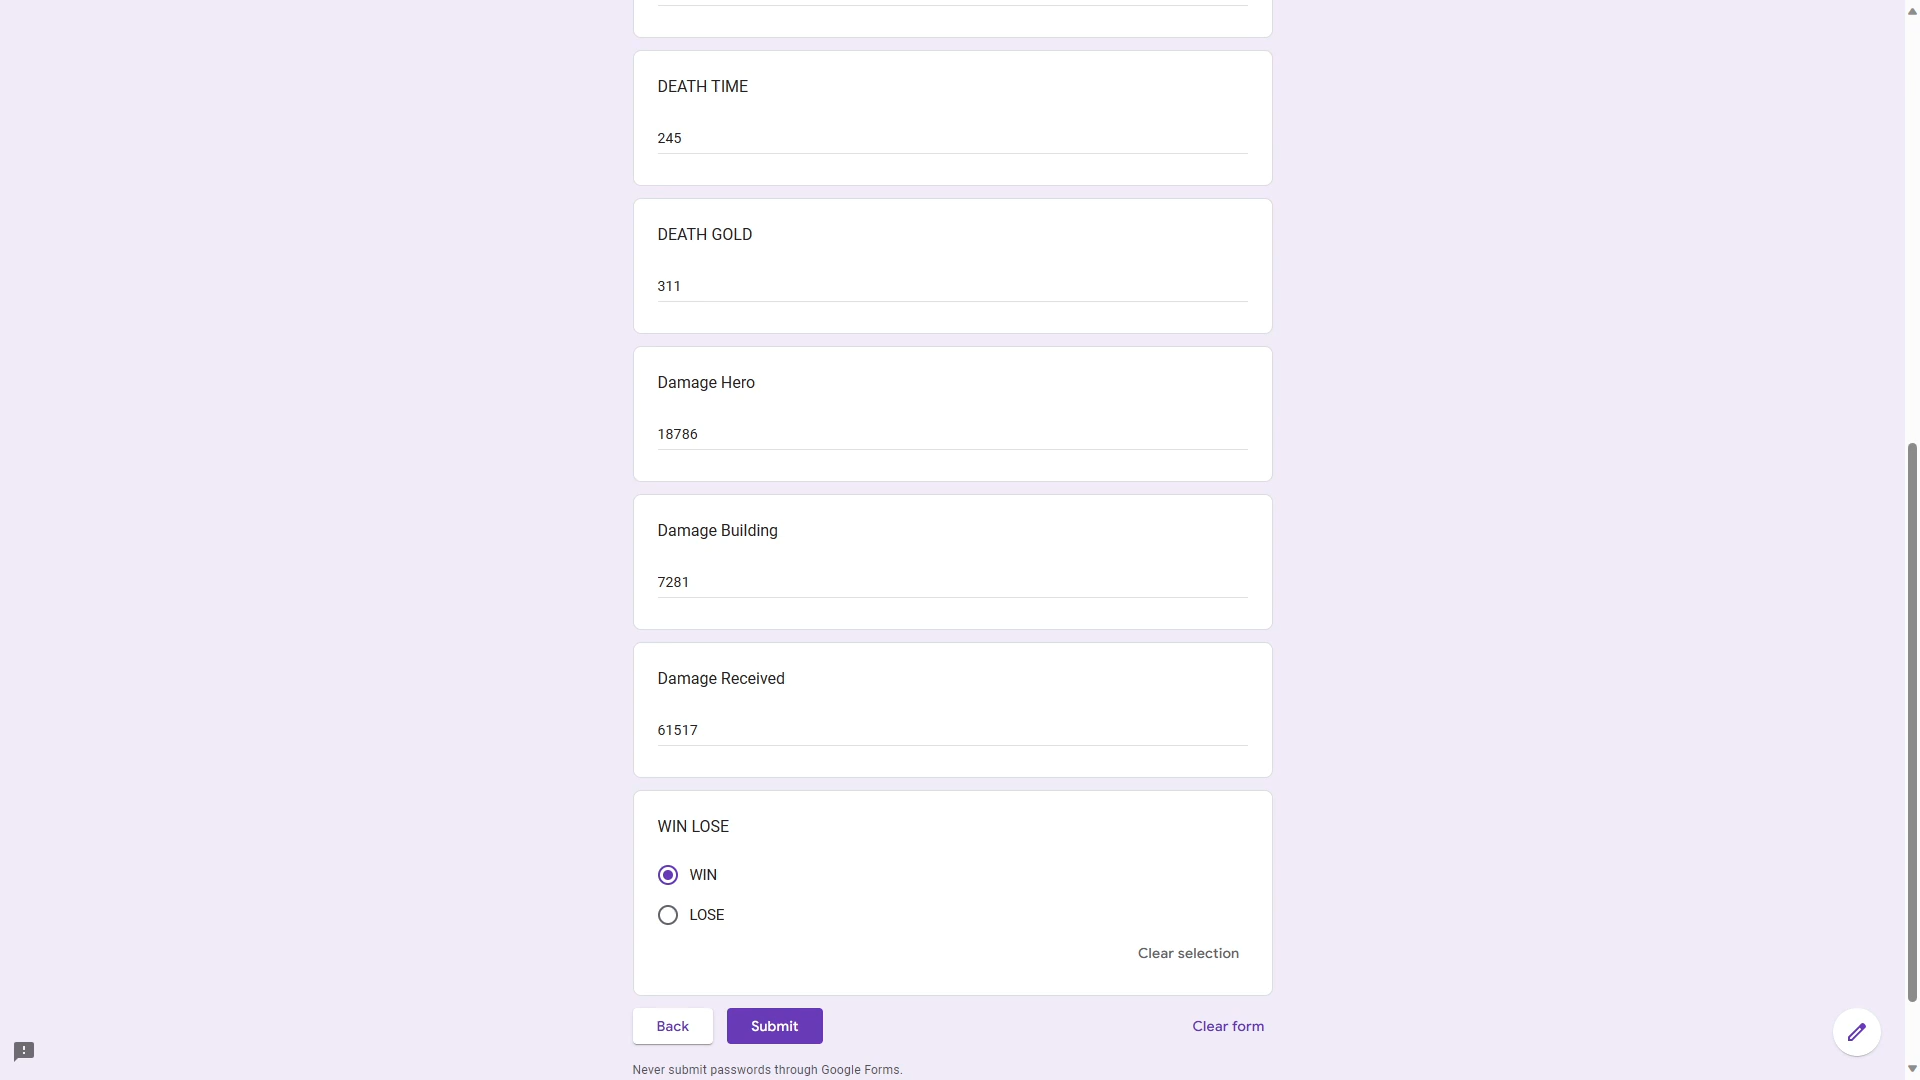 DEATH TIME
245
DEATH GOLD
311
Damage Hero
18786
Damage Building
7281
Damage Received
61517
WIN LOSE
WIN
LOSE
Clear selection
Back
Submit
Clear form
Never submit passwords through Google Forms.